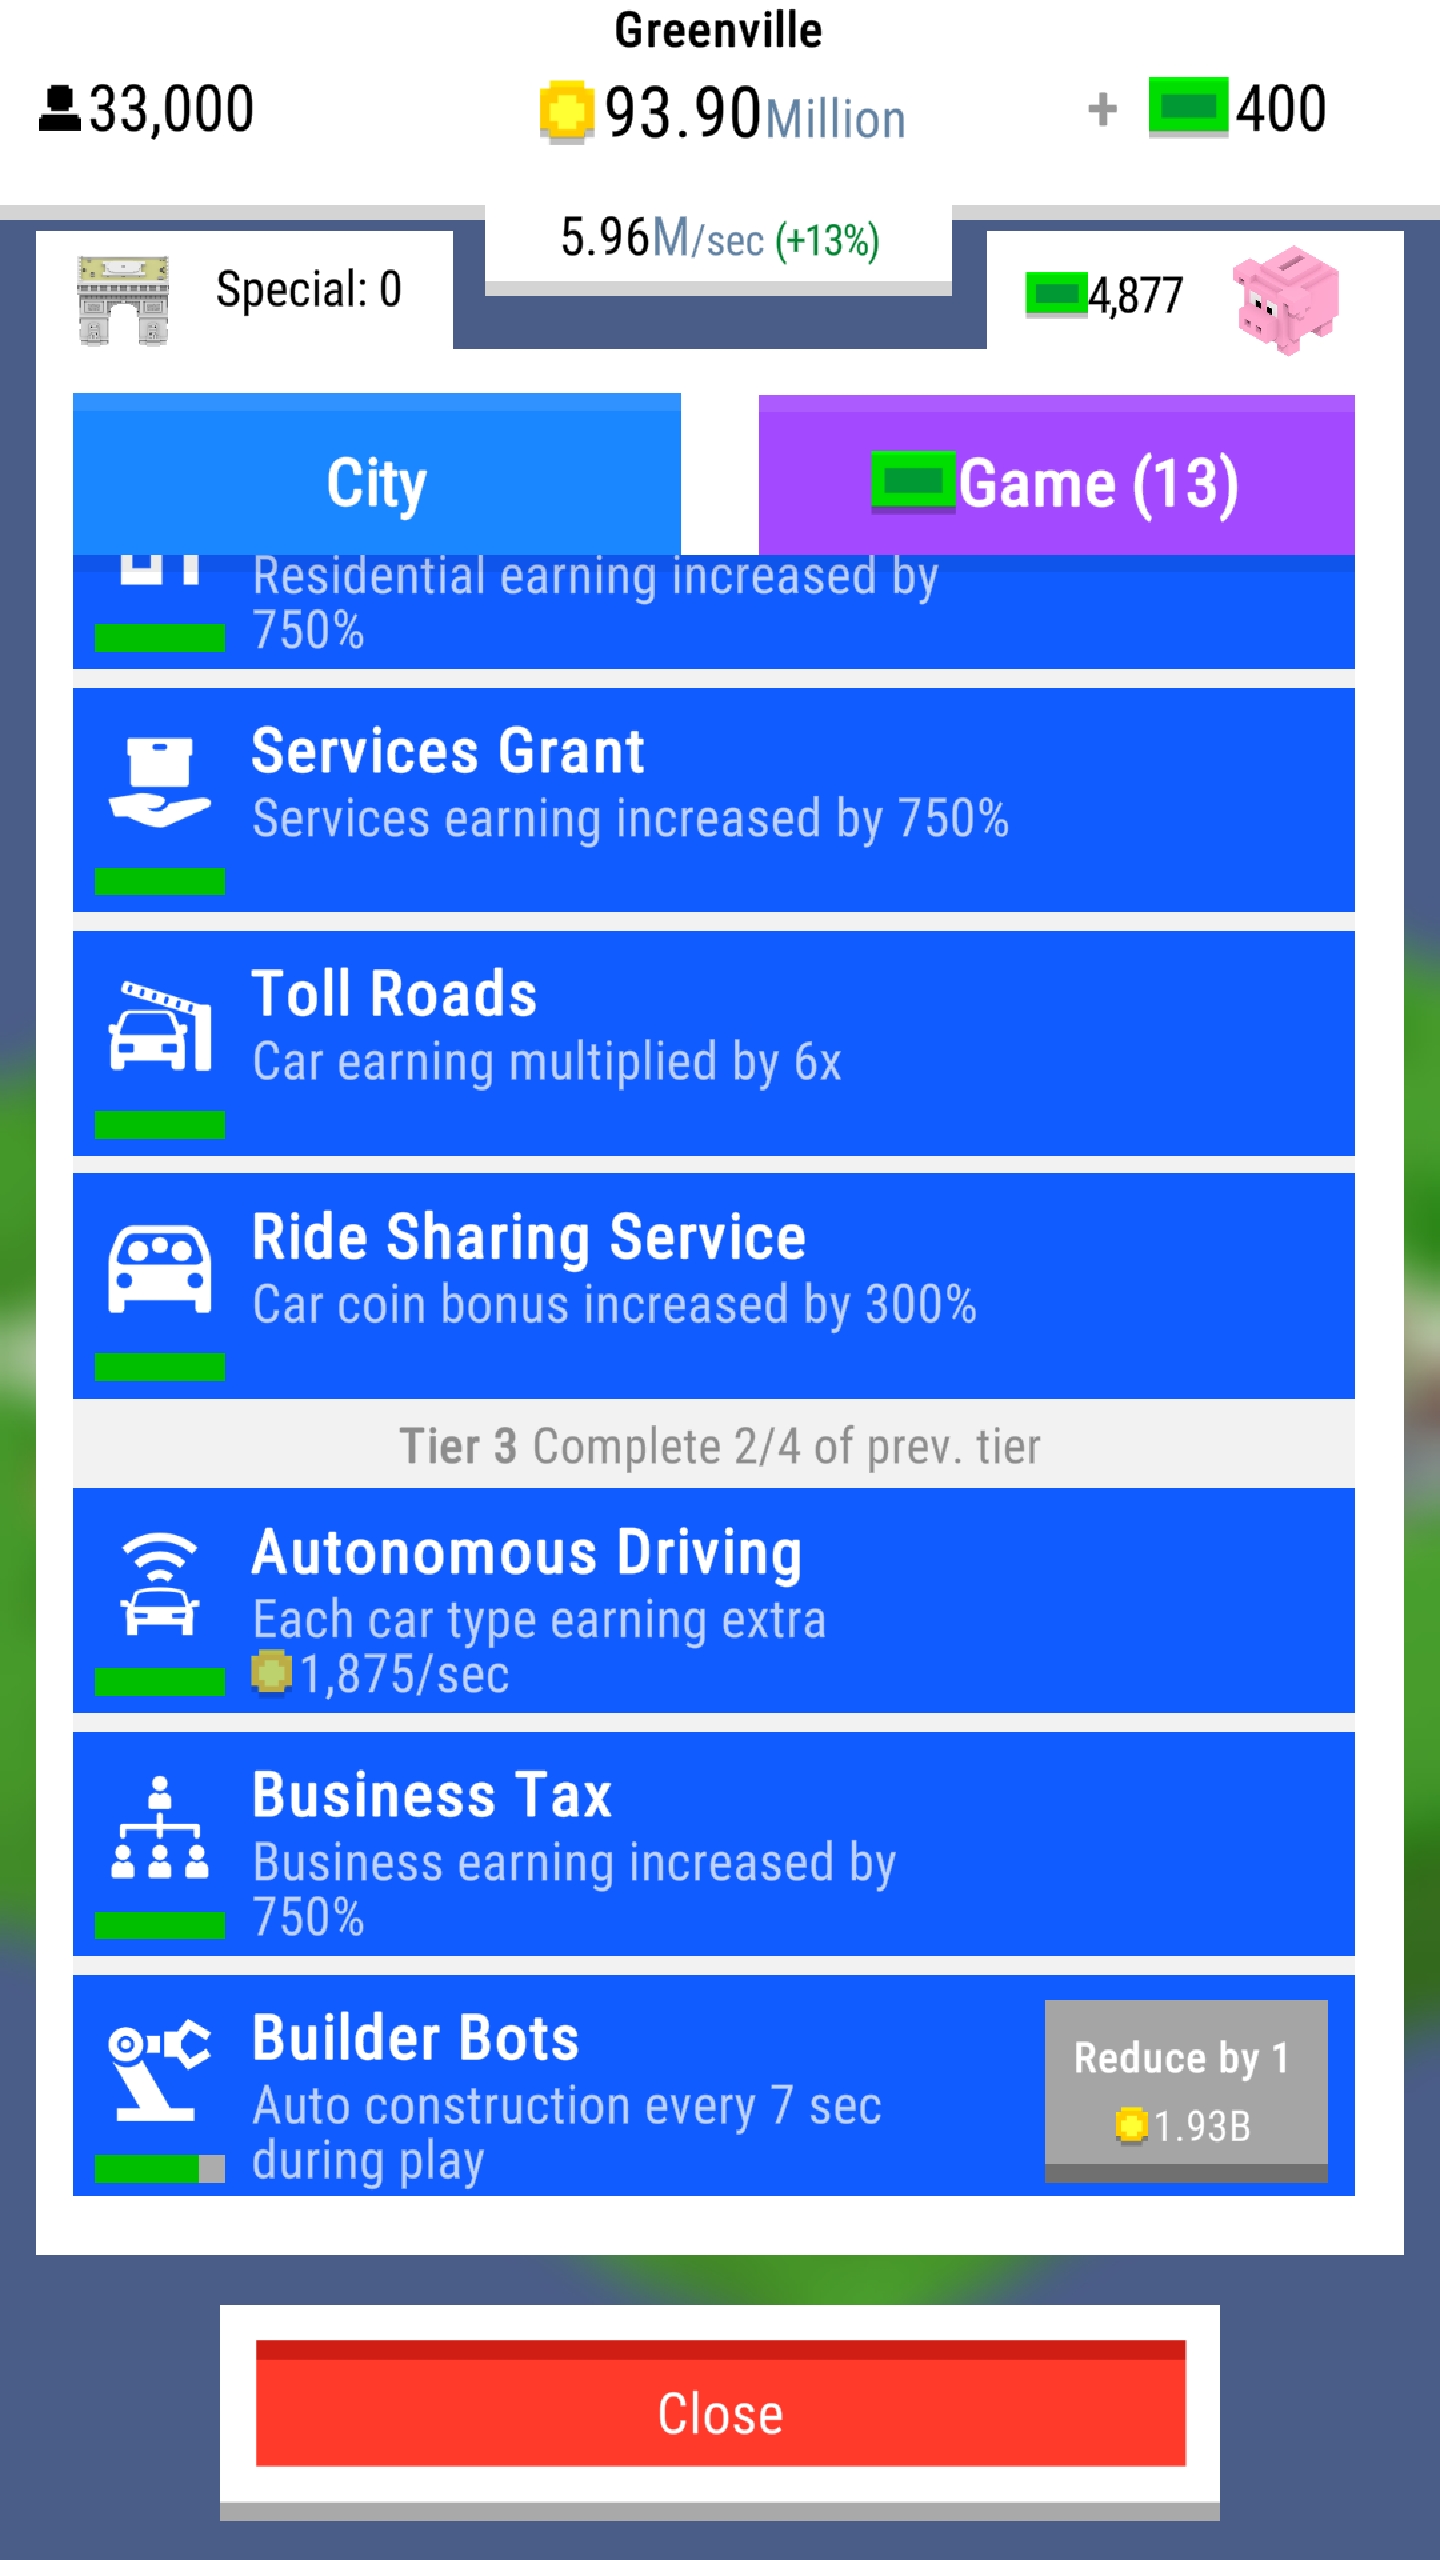 Greenville
33,000
93.90Million
+ 400
5.96M/sec (+13%)
Special: 0
4,877
City
Game (13)
Residential earning increased by
750%
Services Grant
Services earning increased by 750%
Toll Roads
Car earning multiplied by 6x
Ride Sharing Service
Car coin bonus increased by 300%
Tier 3 Complete 2/4 of prev. tier
Autonomous Driving
Each car type earning extra
1,875/sec
Business Tax
Business earning increased by
750%
Builder Bots
Auto construction every 7 sec
during play
Reduce by 1
1.93B
Close